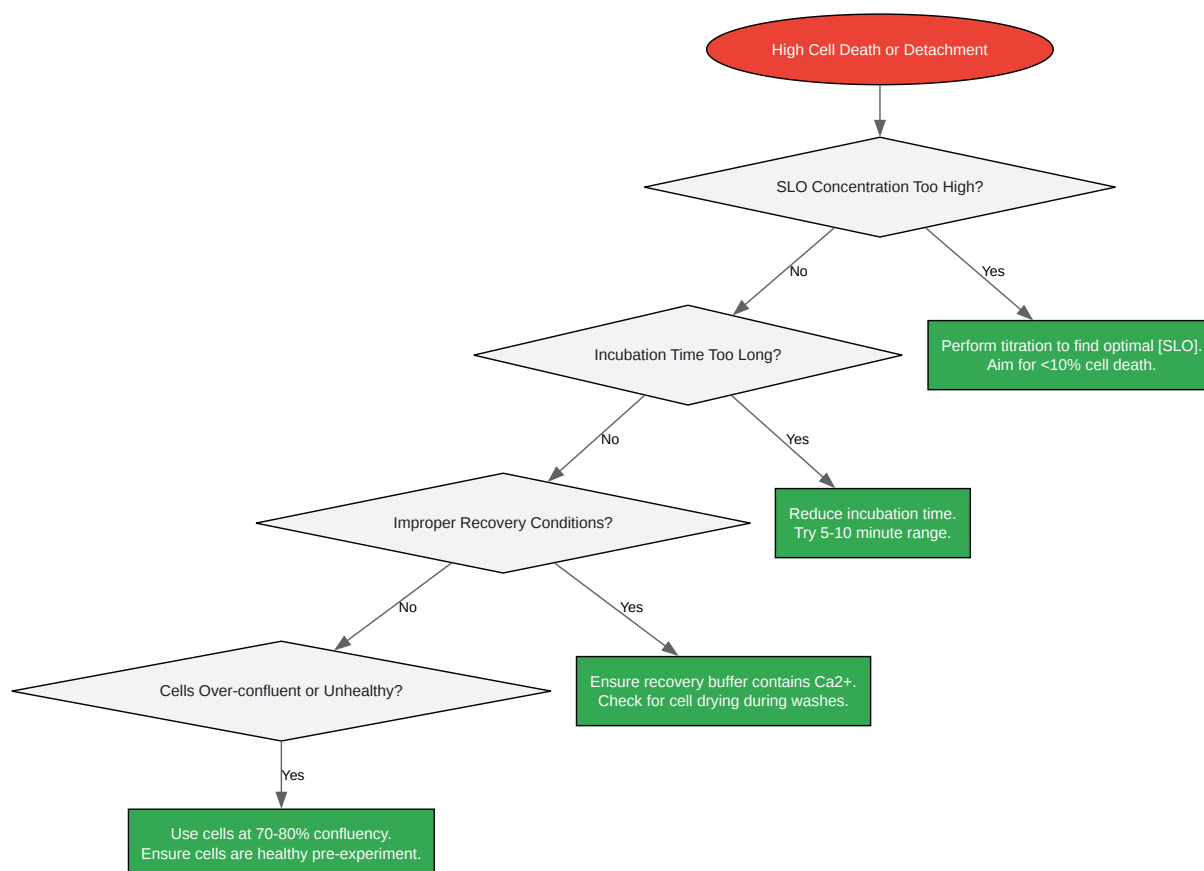 High Cell Death or Detachment
SLO Concentration Too High?
No
Yes
Incubation Time Too Long?
Perform titration to find optimal [SLO].
Aim for <10% cell death.
No
Yes
Improper Recovery Conditions?
Reduce incubation time.
Try 5-10 minute range.
No
Yes
Cells Over-confluent or Unhealthy?
Ensure recovery buffer contains Ca2+.
Check for cell drying during washes.
Yes
Use cells at 70-80% confluency.
Ensure cells are healthy pre-experiment.